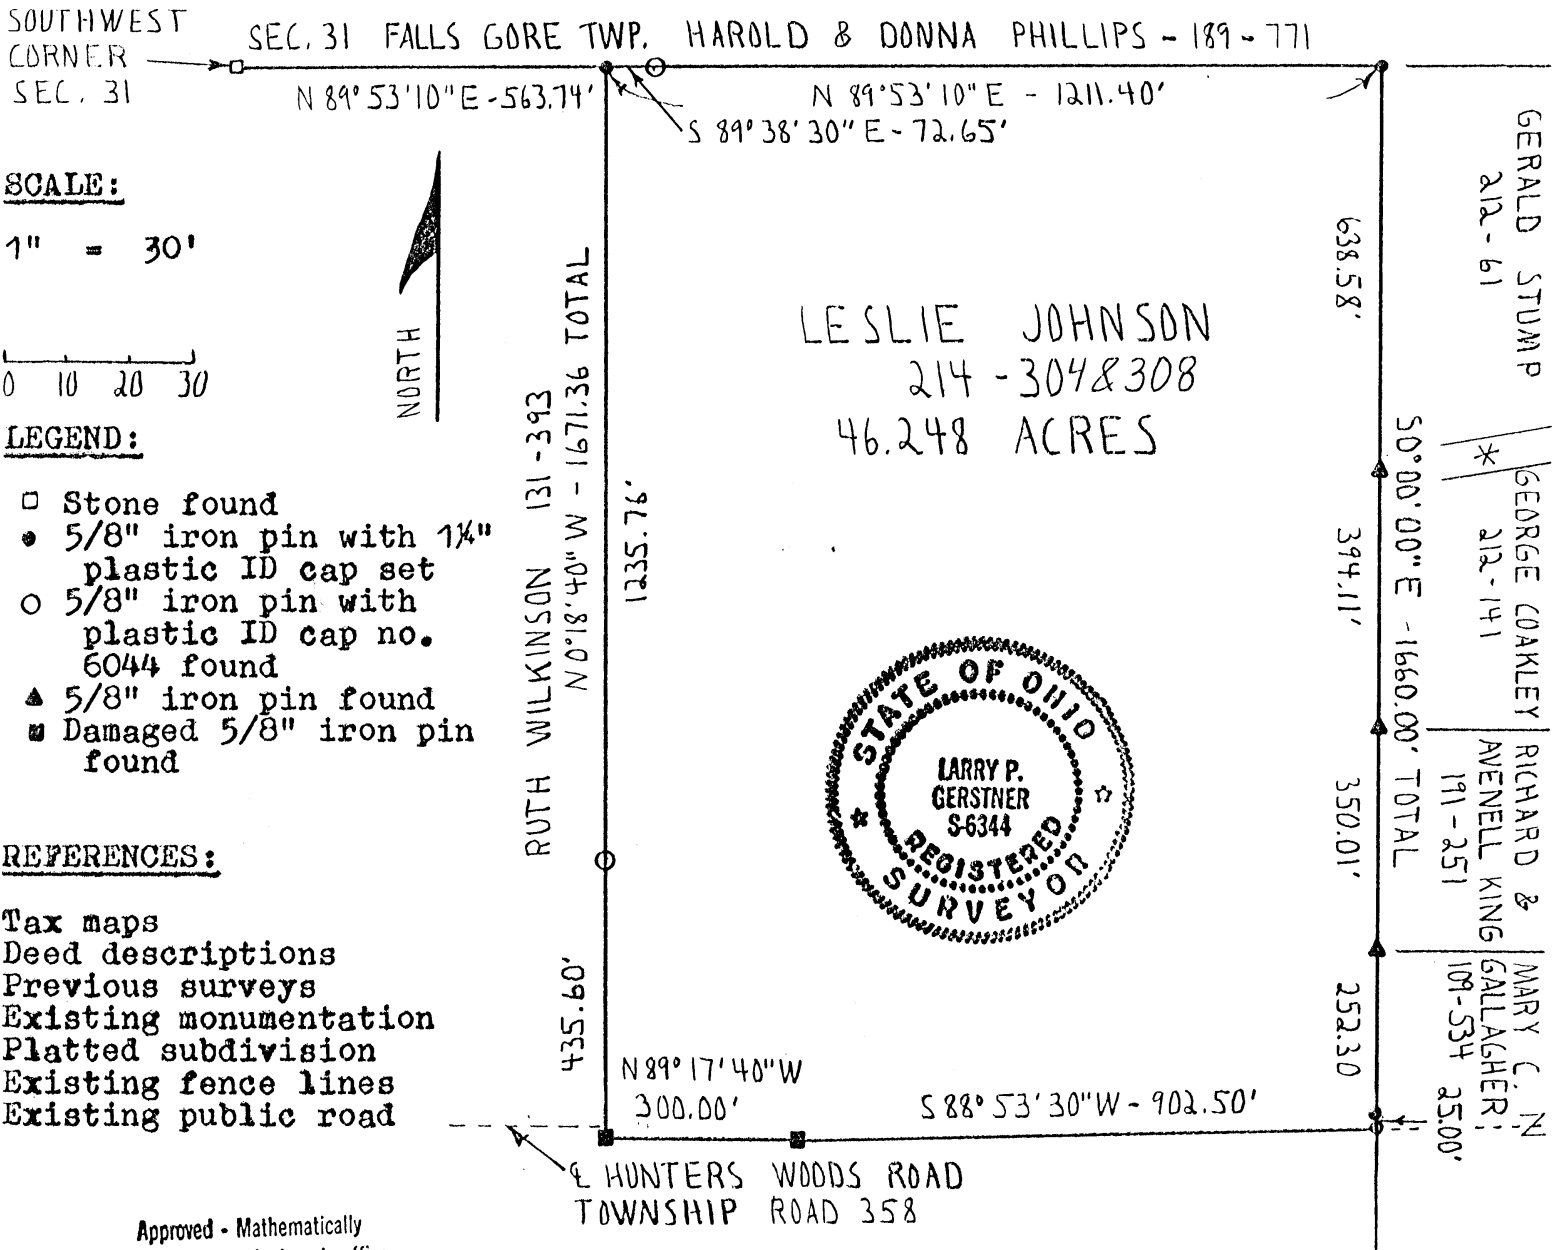 SOUTHWEST
CORNER
SEC. 31
SEC. 31 FALLS GORE TWP. HAROLD & DONNA PHILLIPS - 189 - 771
N 89° 53' 10" E - 563.74'
N 89° 53' 10" E - 1211.40'
S 89° 38' 30" E - 72.65'
SCALE:
1" = 30'
0 10 20 30
NORTH
LEGEND:
Stone found
5/8" iron pin with 1¼"
plastic ID cap set
5/8" iron pin with
plastic ID cap no.
6044 found
5/8" iron pin found
Damaged 5/8" iron pin
found
REFERENCES:
Tax maps
Deed descriptions
Previous surveys
Existing monumentation
Platted subdivision
Existing fence lines
Existing public road
RUTH WILKINSON 131-393
N 0° 18' 40" W - 1671.36 TOTAL
1235.76'
435.60'
LESLIE JOHNSON
214 - 304 & 308
46.248 ACRES
STATE OF OHIO
LARRY P.
GERSTNER
S-6344
REGISTERED
SURVEYOR
638.58'
394.11'
350.01'
252.30
S 0° 00' 00" E - 1660.00' TOTAL
GERALD STUMP
212 - 61
*
GEORGE COAKLEY
212 - 141
RICHARD &
AVENELL KING
191 - 251
MARY C. N
GALLAGHER
109-534
25.00'
N 89° 17' 40" W
300.00'
S 88° 53' 30" W - 902.50'
℄ HUNTERS WOODS ROAD
TOWNSHIP ROAD 358
Approved - Mathematically